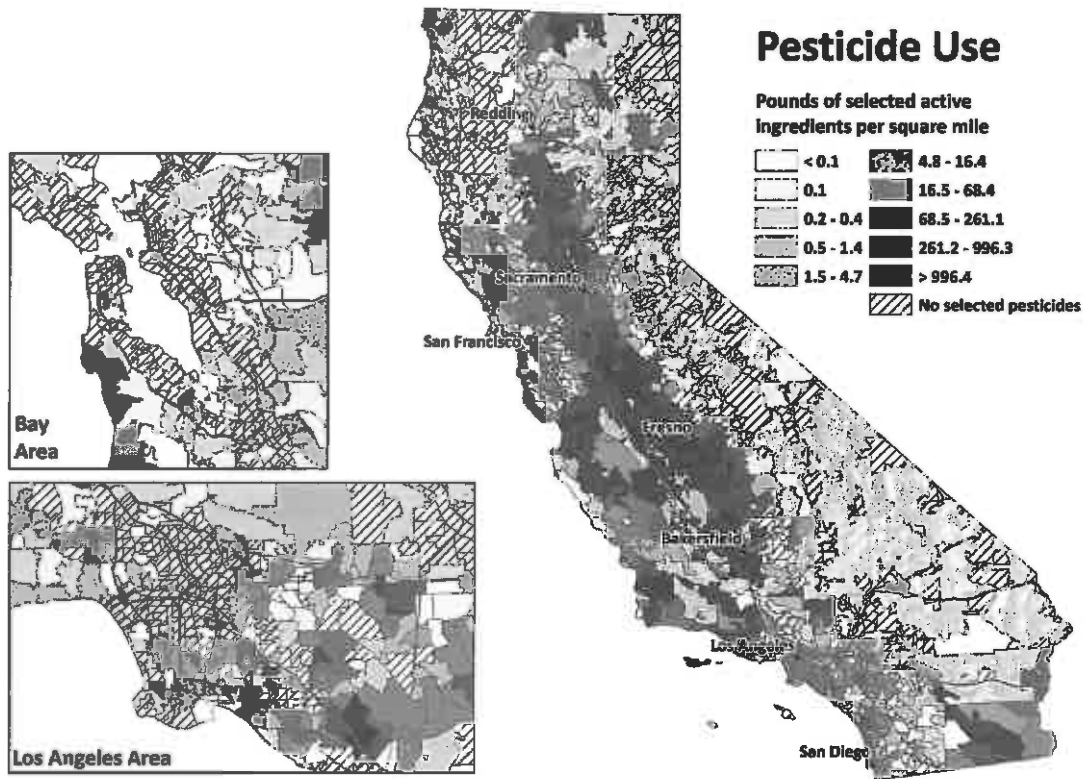 Pesticide Use
Pounds of selected active
ingredients per square mile
< 0.1
0.1
0.2 - 0.4
0.5 - 1.4
1.5 - 4.7
4.8 - 16.4
16.5 - 68.4
68.5 - 261.1
261.2 - 996.3
> 996.4
No selected pesticides
Redding
Sacramento
San Francisco
Fresno
Bakersfield
Los Angeles
San Diego
Bay
Area
Los Angeles Area